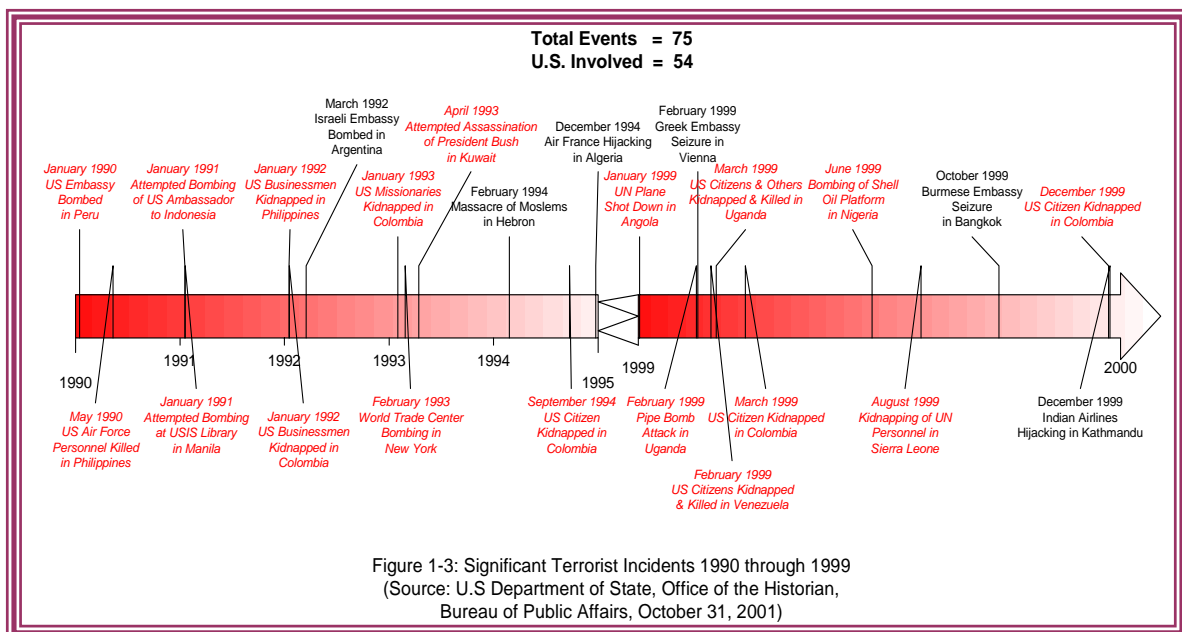 Total Events = 75
U.S. Involved = 54
January 1990
US Embassy
Bombed
in Peru
January 1991
Attempted Bombing
of US Ambassador
to Indonesia
January 1992
US Businessmen
Kidnapped in
Philippines
March 1992
Israeli Embassy
Bombed in
Argentina
January 1993
US Missionaries
Kidnapped in
Colombia
April 1993
Attempted Assassination
of President Bush
in Kuwait
February 1994
Massacre of Moslems
in Hebron
December 1994
Air France Hijacking
in Algeria
January 1999
UN Plane
Shot Down in
Angola
February 1999
Greek Embassy
Seizure in
Vienna
March 1999
US Citizens & Others
Kidnapped & Killed in
Uganda
June 1999
Bombing of Shell
Oil Platform
in Nigeria
October 1999
Burmese Embassy
Seizure
in Bangkok
December 1999
US Citizen Kidnapped
in Colombia
1990
1991
1992
1993
1994
1995
1999
2000
May 1990
US Air Force
Personnel Killed
in Philippines
January 1991
Attempted Bombing
at USIS Library
in Manila
January 1992
US Businessmen
Kidnapped in
Colombia
February 1993
World Trade Center
Bombing in
New York
September 1994
US Citizen
Kidnapped in
Colombia
February 1999
Pipe Bomb
Attack in
Uganda
February 1999
US Citizens Kidnapped
& Killed in Venezuela
March 1999
US Citizen Kidnapped
in Colombia
August 1999
Kidnapping of UN
Personnel in
Sierra Leone
December 1999
Indian Airlines
Hijacking in Kathmandu
Figure 1-3: Significant Terrorist Incidents 1990 through 1999
(Source: U.S Department of State, Office of the Historian,
Bureau of Public Affairs, October 31, 2001)